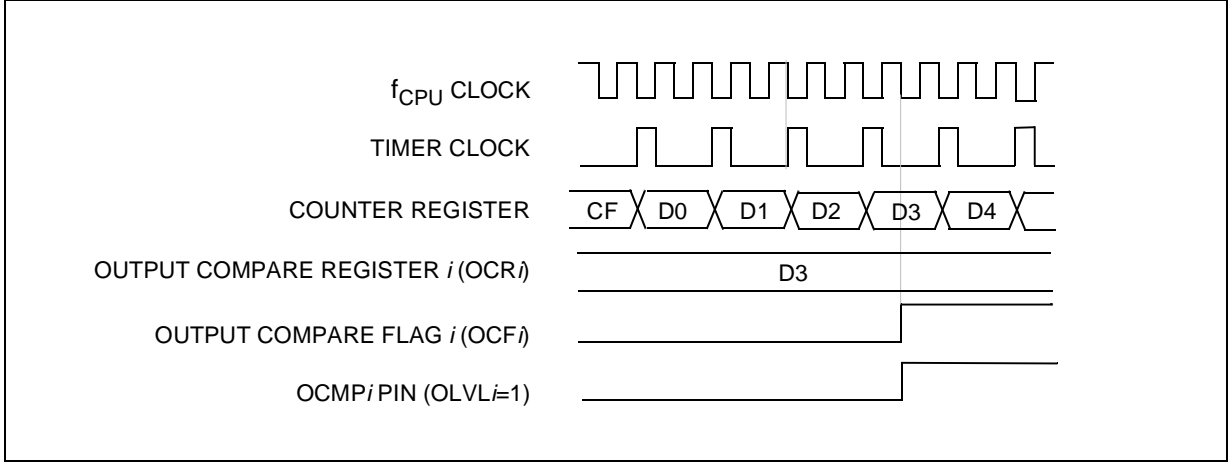 fCPU CLOCK
TIMER CLOCK
COUNTER REGISTER CF D0 D1 D2 D3 D4
OUTPUT COMPARE REGISTER i (OCRi) D3
OUTPUT COMPARE FLAG i (OCFi)
OCMPi PIN (OLVLi=1)